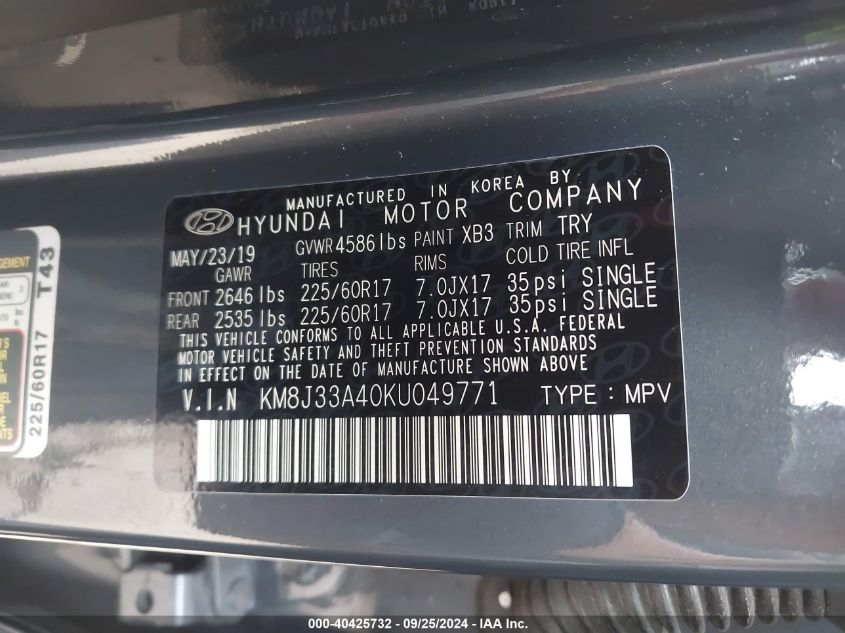 MANUFACTURED IN KOREA BY
HYUNDAI MOTOR COMPANY
MAY/23/19 GVWR 4586lbs PAINT XB3 TRIM TRY
GAWR TIRES RIMS COLD TIRE INFL
FRONT 2646 lbs 225/60R17 7.0JX17 35psi SINGLE
REAR 2535 lbs 225/60R17 7.0JX17 35psi SINGLE
THIS VEHICLE CONFORMS TO ALL APPLICABLE U.S.A. FEDERAL
MOTOR VEHICLE SAFETY AND THEFT PREVENTION STANDARDS
IN EFFECT ON THE DATE OF MANUFACTURE SHOWN ABOVE
V.I.N KM8J33A40KU049771 TYPE : MPV
225/60R17 T43
000-40425732 - 09/25/2024 - IAA Inc.